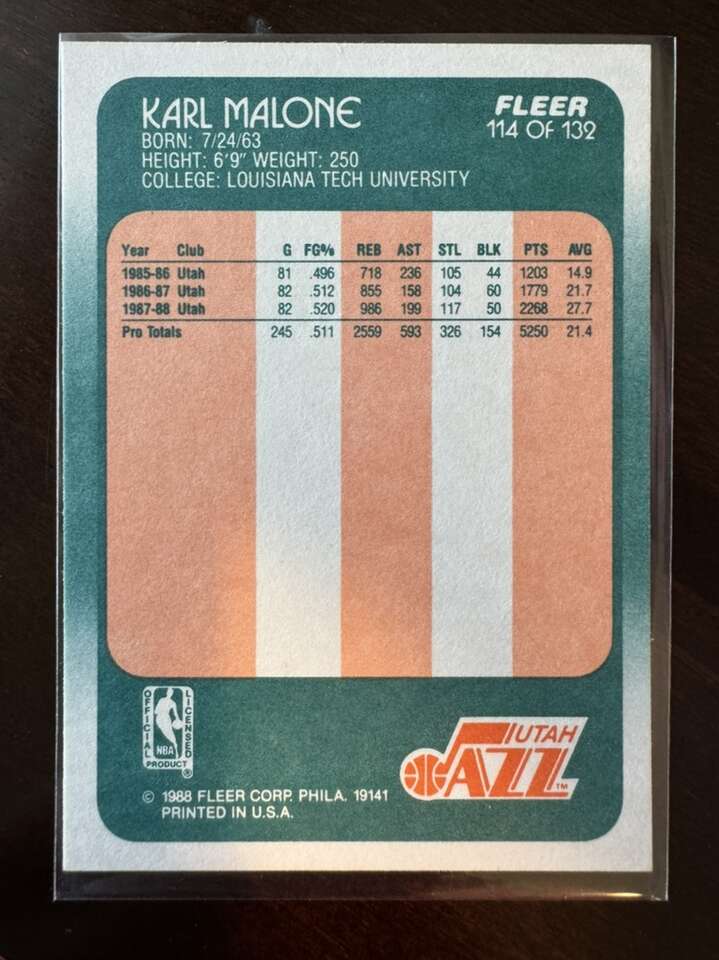 KARL MALONE
FLEER
114 OF 132
BORN: 7/24/63
HEIGHT: 6'9" WEIGHT: 250
COLLEGE: LOUISIANA TECH UNIVERSITY
Year Club G FG% REB AST STL BLK PTS AVG
1985-86 Utah 81 .496 718 236 105 44 1203 14.9
1986-87 Utah 82 .512 855 158 104 60 1779 21.7
1987-88 Utah 82 .520 986 199 117 50 2268 27.7
Pro Totals 245 .511 2559 593 326 154 5250 21.4
OFFICIAL
LICENSED
NBA
PRODUCT
®
UTAH
JAZZ
TM
© 1988 FLEER CORP. PHILA. 19141
PRINTED IN U.S.A.